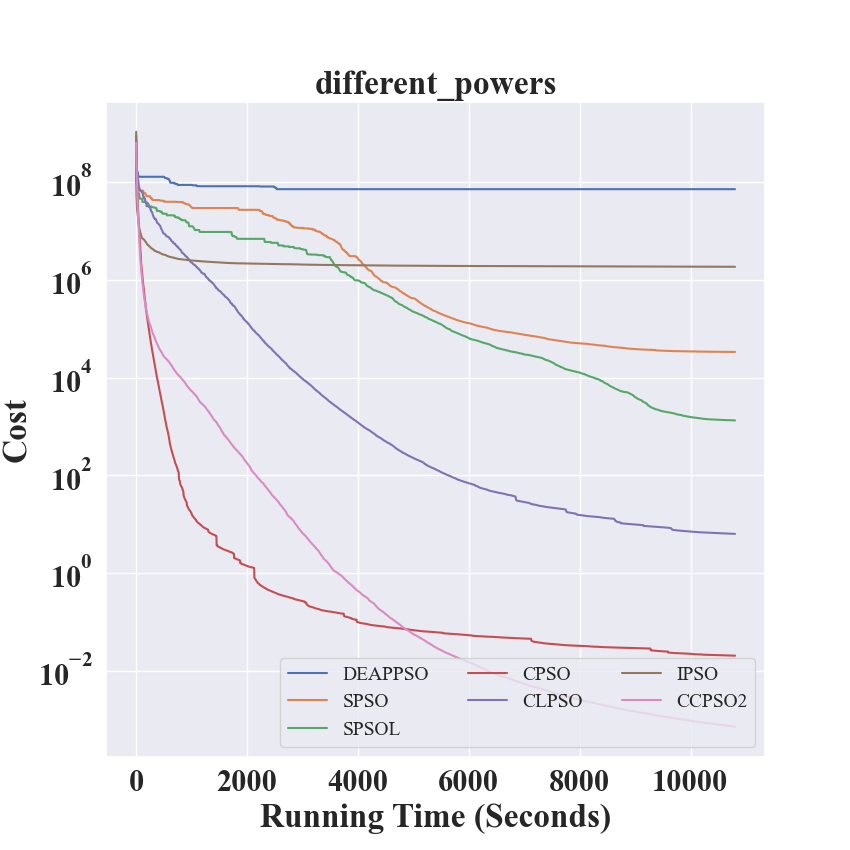 different_powers
Cost
10^8
10^6
10^4
10^2
10^0
10^−2
DEAPPSO
SPSO
SPSOL
CPSO
CLPSO
IPSO
CCPSO2
0 2000 4000 6000 8000 10000
Running Time (Seconds)